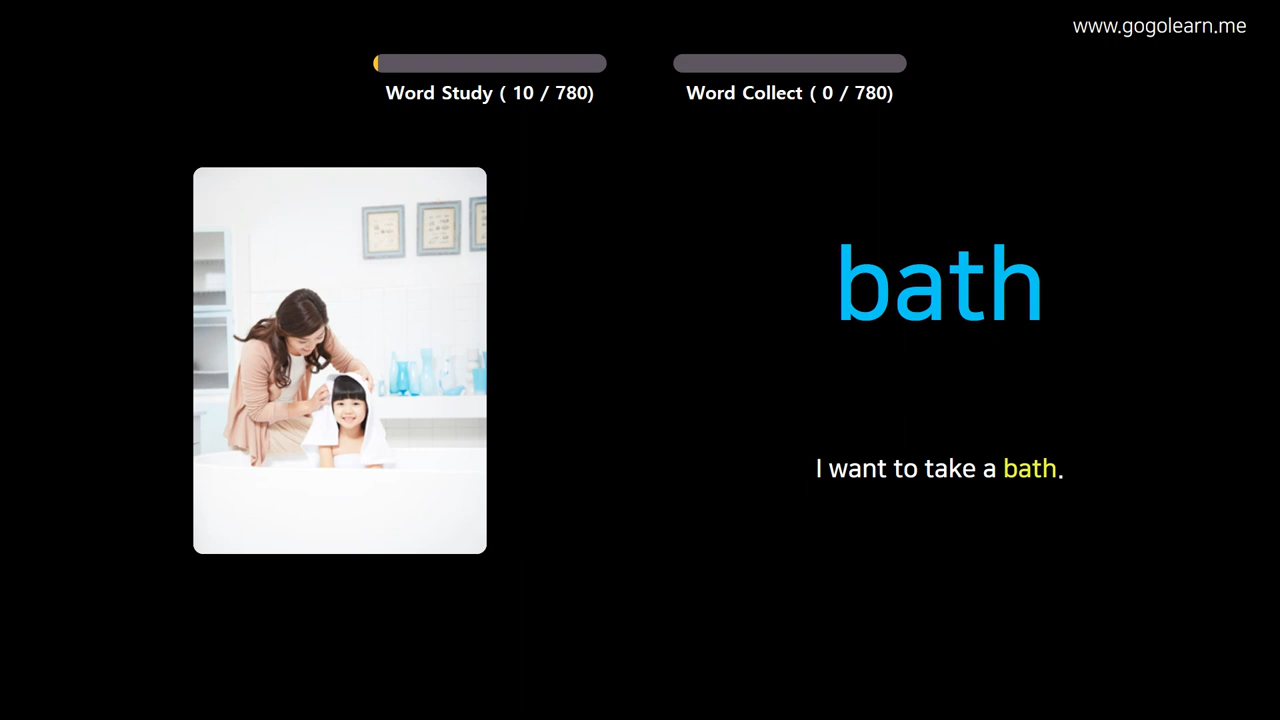 www.gogolearn.me
Word Study ( 10 / 780)
Word Collect ( 0 / 780)
bath
I want to take a bath.